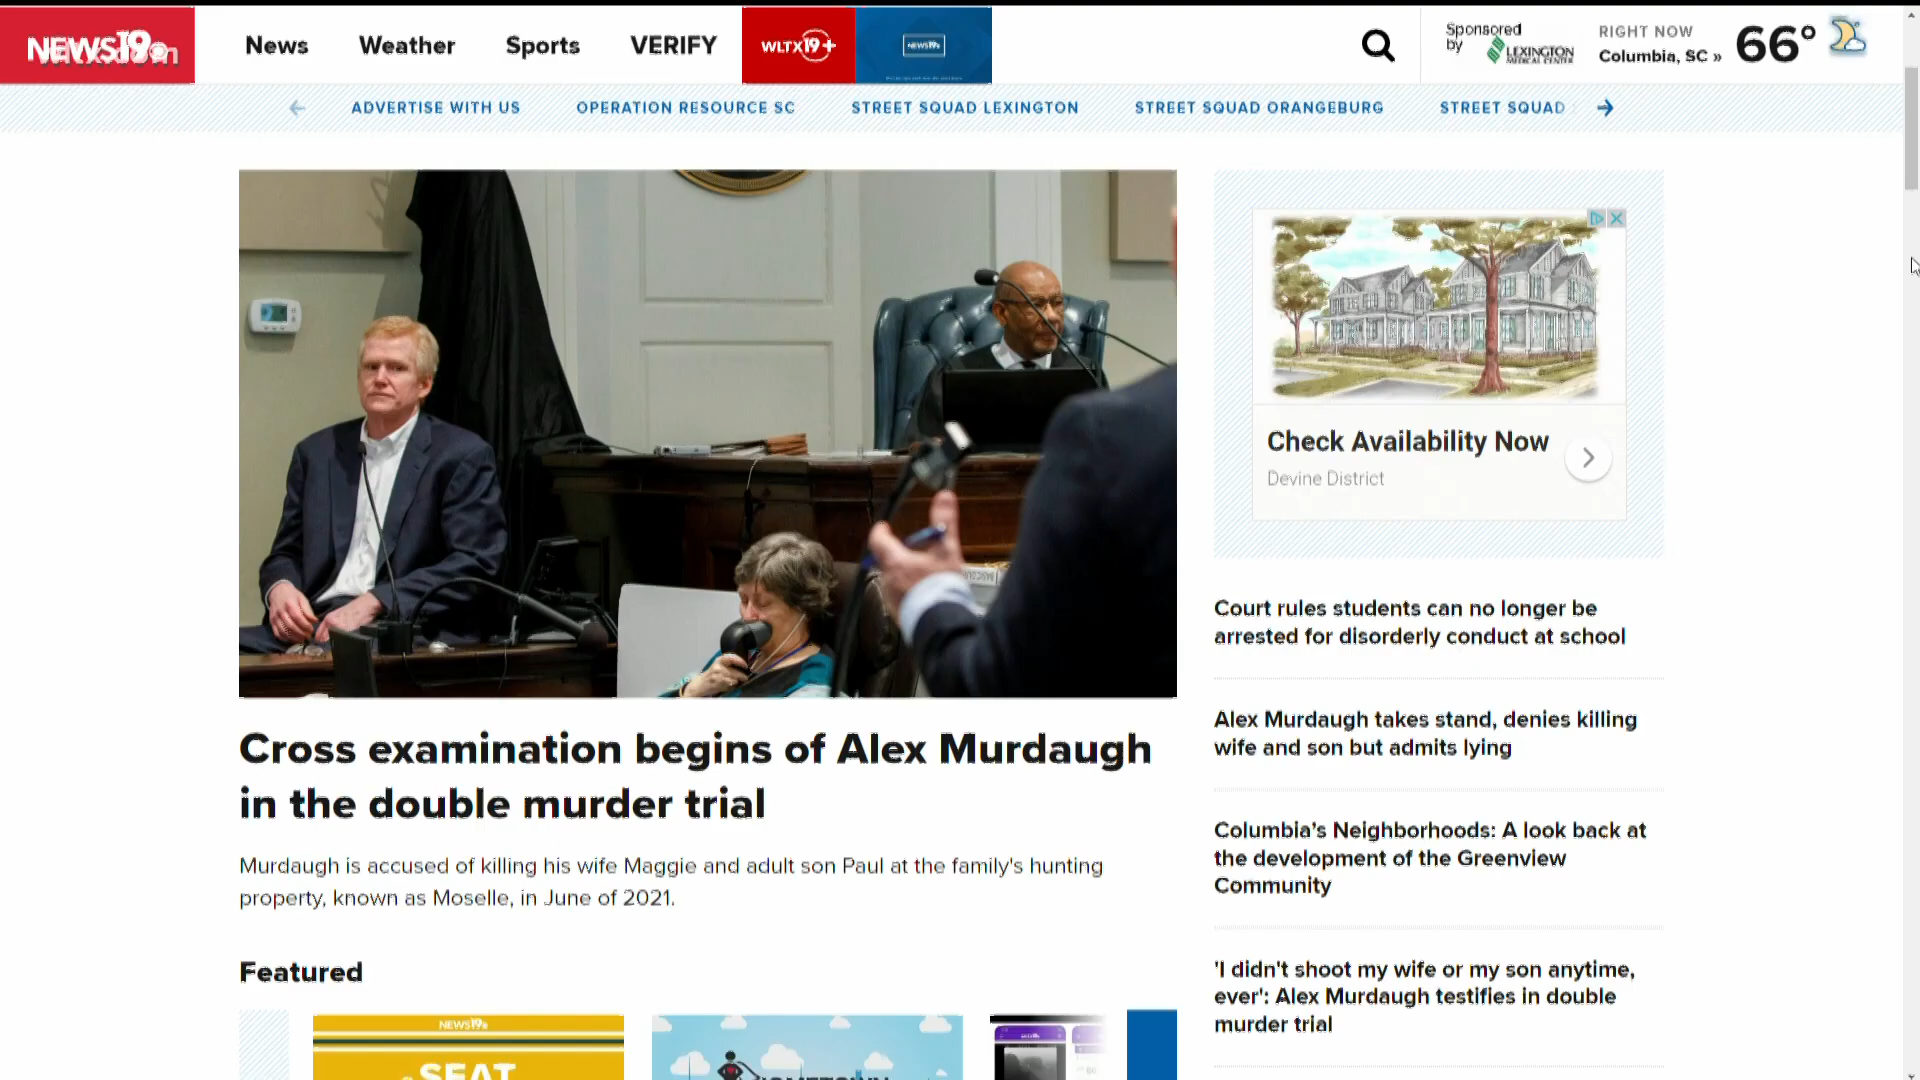 NEWS19
News
Weather
Sports
VERIFY
WLTX19+
NEWS19
Sponsored
by
LEXINGTON
MEDICAL CENTER
RIGHT NOW
Columbia, SC »
66°
ADVERTISE WITH US
OPERATION RESOURCE SC
STREET SQUAD LEXINGTON
STREET SQUAD ORANGEBURG
STREET SQUAD
Check Availability Now
Devine District
Cross examination begins of Alex Murdaugh
in the double murder trial
Murdaugh is accused of killing his wife Maggie and adult son Paul at the family's hunting
property, known as Moselle, in June of 2021.
Court rules students can no longer be
arrested for disorderly conduct at school
Alex Murdaugh takes stand, denies killing
wife and son but admits lying
Columbia's Neighborhoods: A look back at
the development of the Greenview
Community
'I didn't shoot my wife or my son anytime,
ever': Alex Murdaugh testifies in double
murder trial
Featured
NEWS19
SEAT